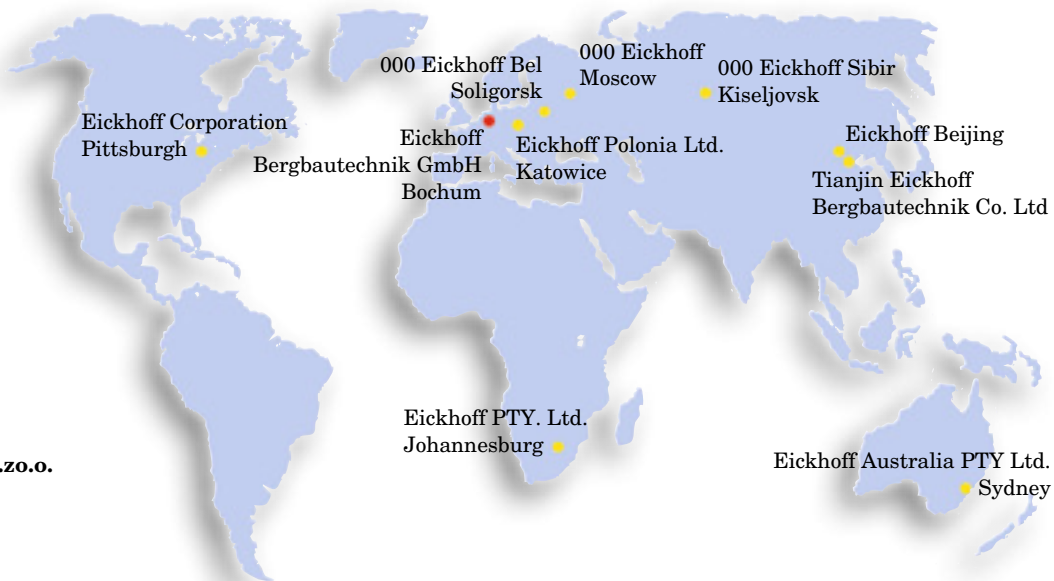 000 Eickhoff Bel
Soligorsk
000 Eickhoff
Moscow
000 Eickhoff Sibir
Kiseljovsk
Eickhoff Corporation
Pittsburgh
Eickhoff
Bergbautechnik GmbH
Bochum
Eickhoff Polonia Ltd.
Katowice
Eickhoff Beijing
Tianjin Eickhoff
Bergbautechnik Co. Ltd
Eickhoff PTY. Ltd.
Johannesburg
.zo.o.
Eickhoff Australia PTY Ltd.
Sydney